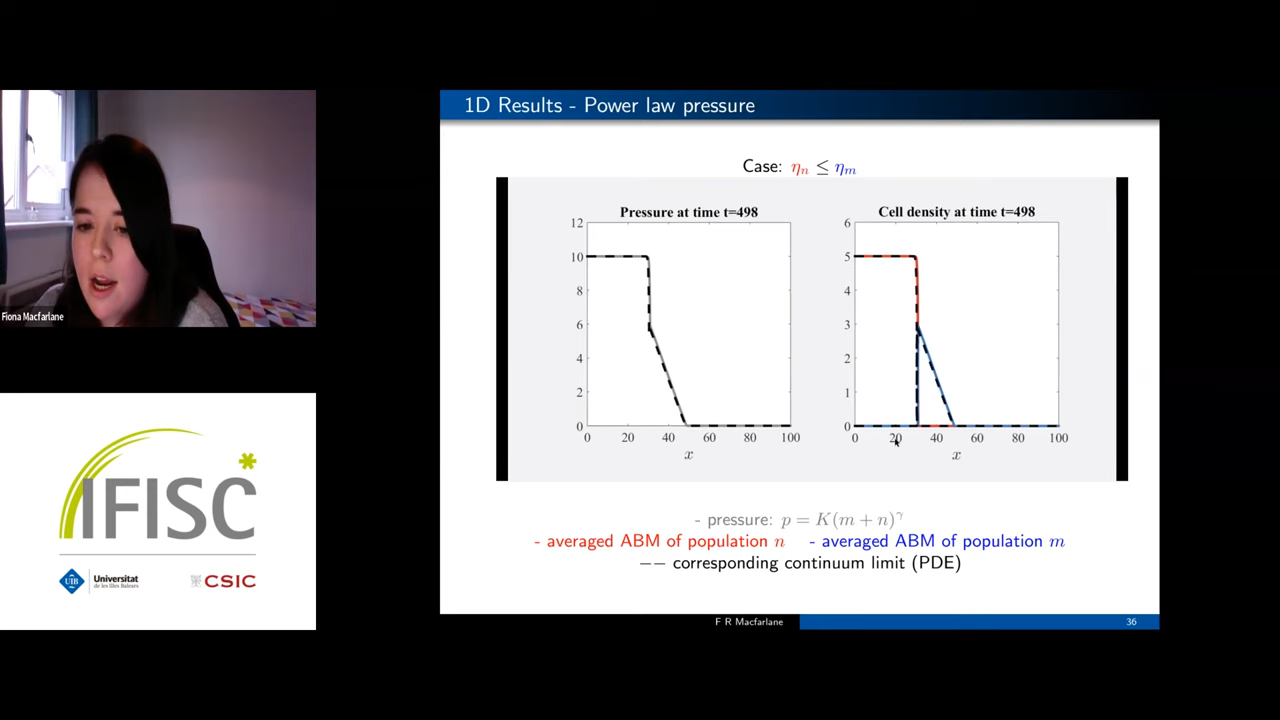 1D Results - Power law pressure
Case: ηn ≤ ηm
Pressure at time t=498
12
10
8
6
4
2
0
0 20 40 60 80 100
x
Cell density at time t=498
6
5
4
3
2
1
0
0 20 40 60 80 100
x
- pressure: p = K(m + n)^γ
- averaged ABM of population n - averaged ABM of population m
−− corresponding continuum limit (PDE)
F R Macfarlane 36
Fiona Macfarlane
IFISC
UIB Universitat
de les Illes Balears
CSIC